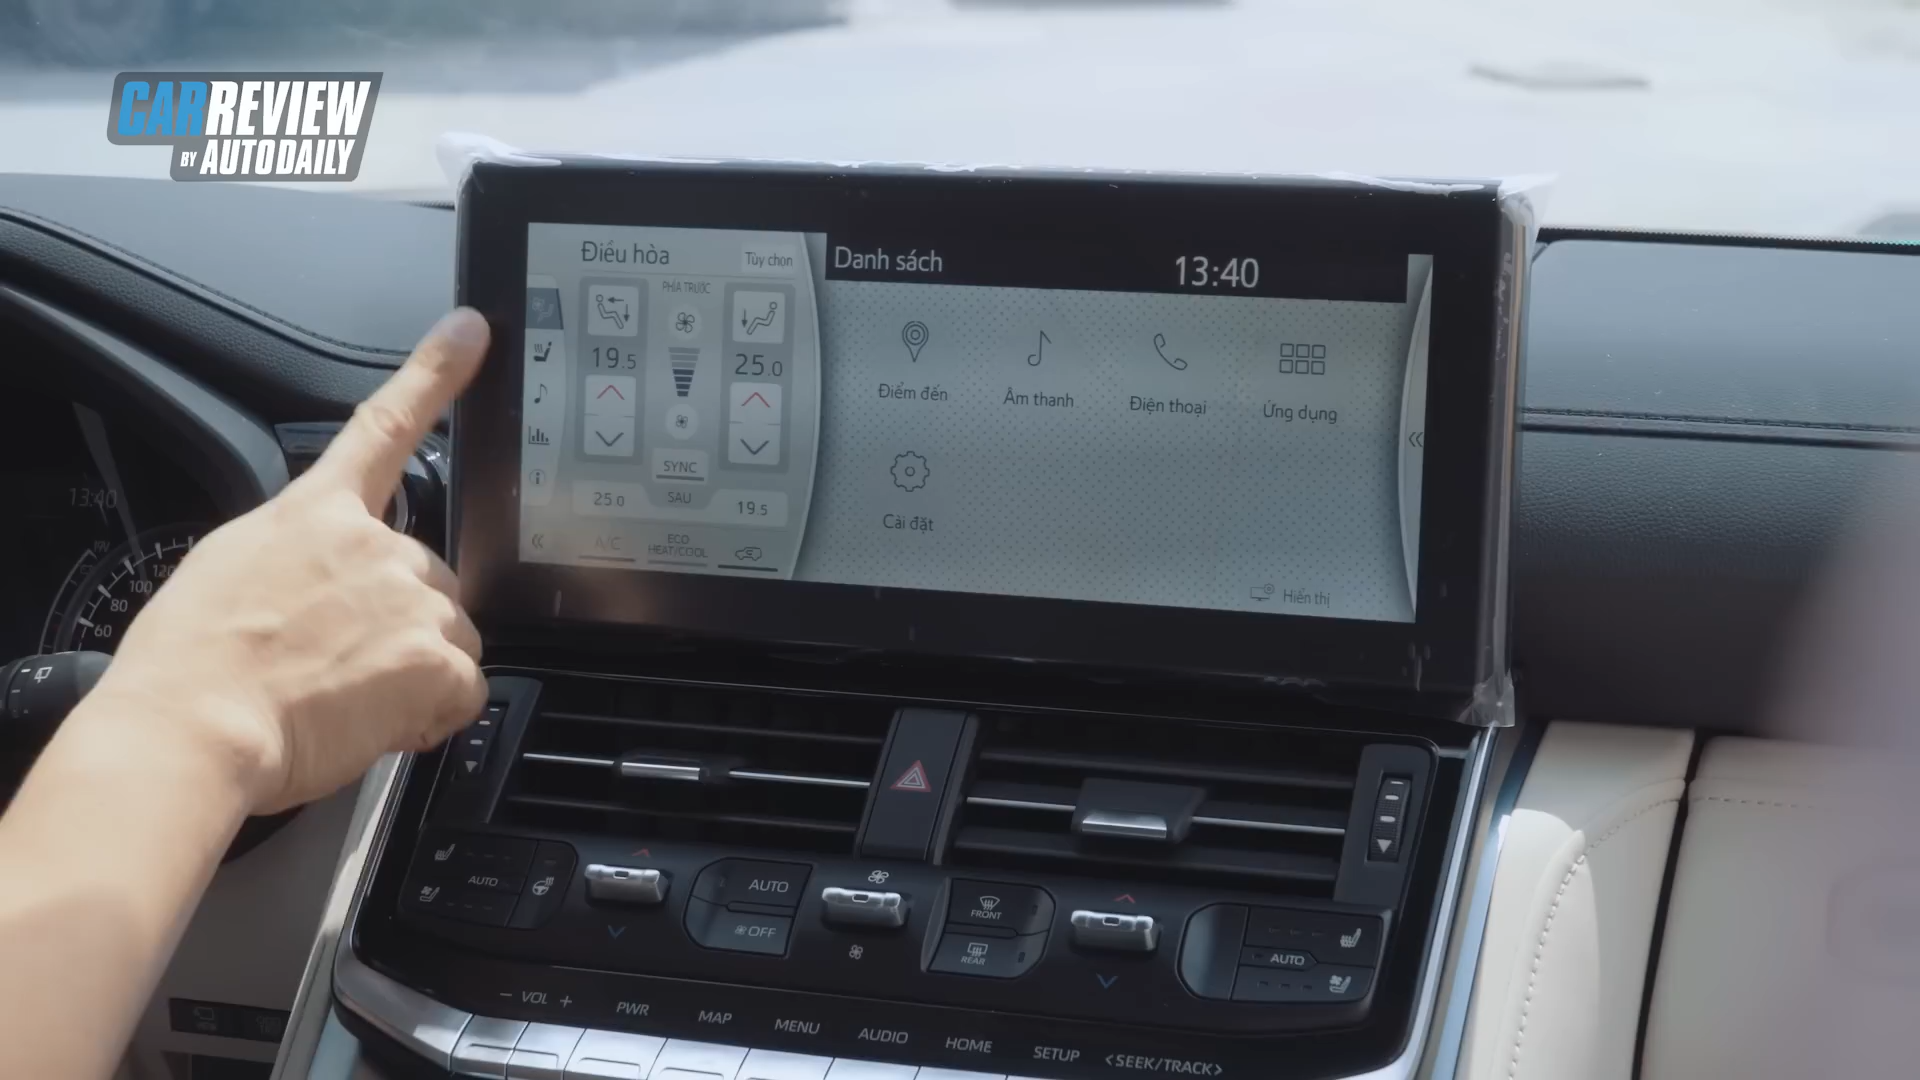 CARREVIEW
BY AUTODAILY
Điều hòa
Tùy chọn
PHÍA TRƯỚC
19.5
25.0
SYNC
25.0
SAU
19.5
A/C
ECO
HEAT/COOL
Danh sách
13:40
Điểm đến
Âm thanh
Điện thoại
Ứng dụng
Cài đặt
Hiển thị
13:40
120
100
80
60
AUTO
AUTO
OFF
FRONT
REAR
AUTO
– VOL +
PWR
MAP
MENU
AUDIO
HOME
SETUP
<SEEK/TRACK>